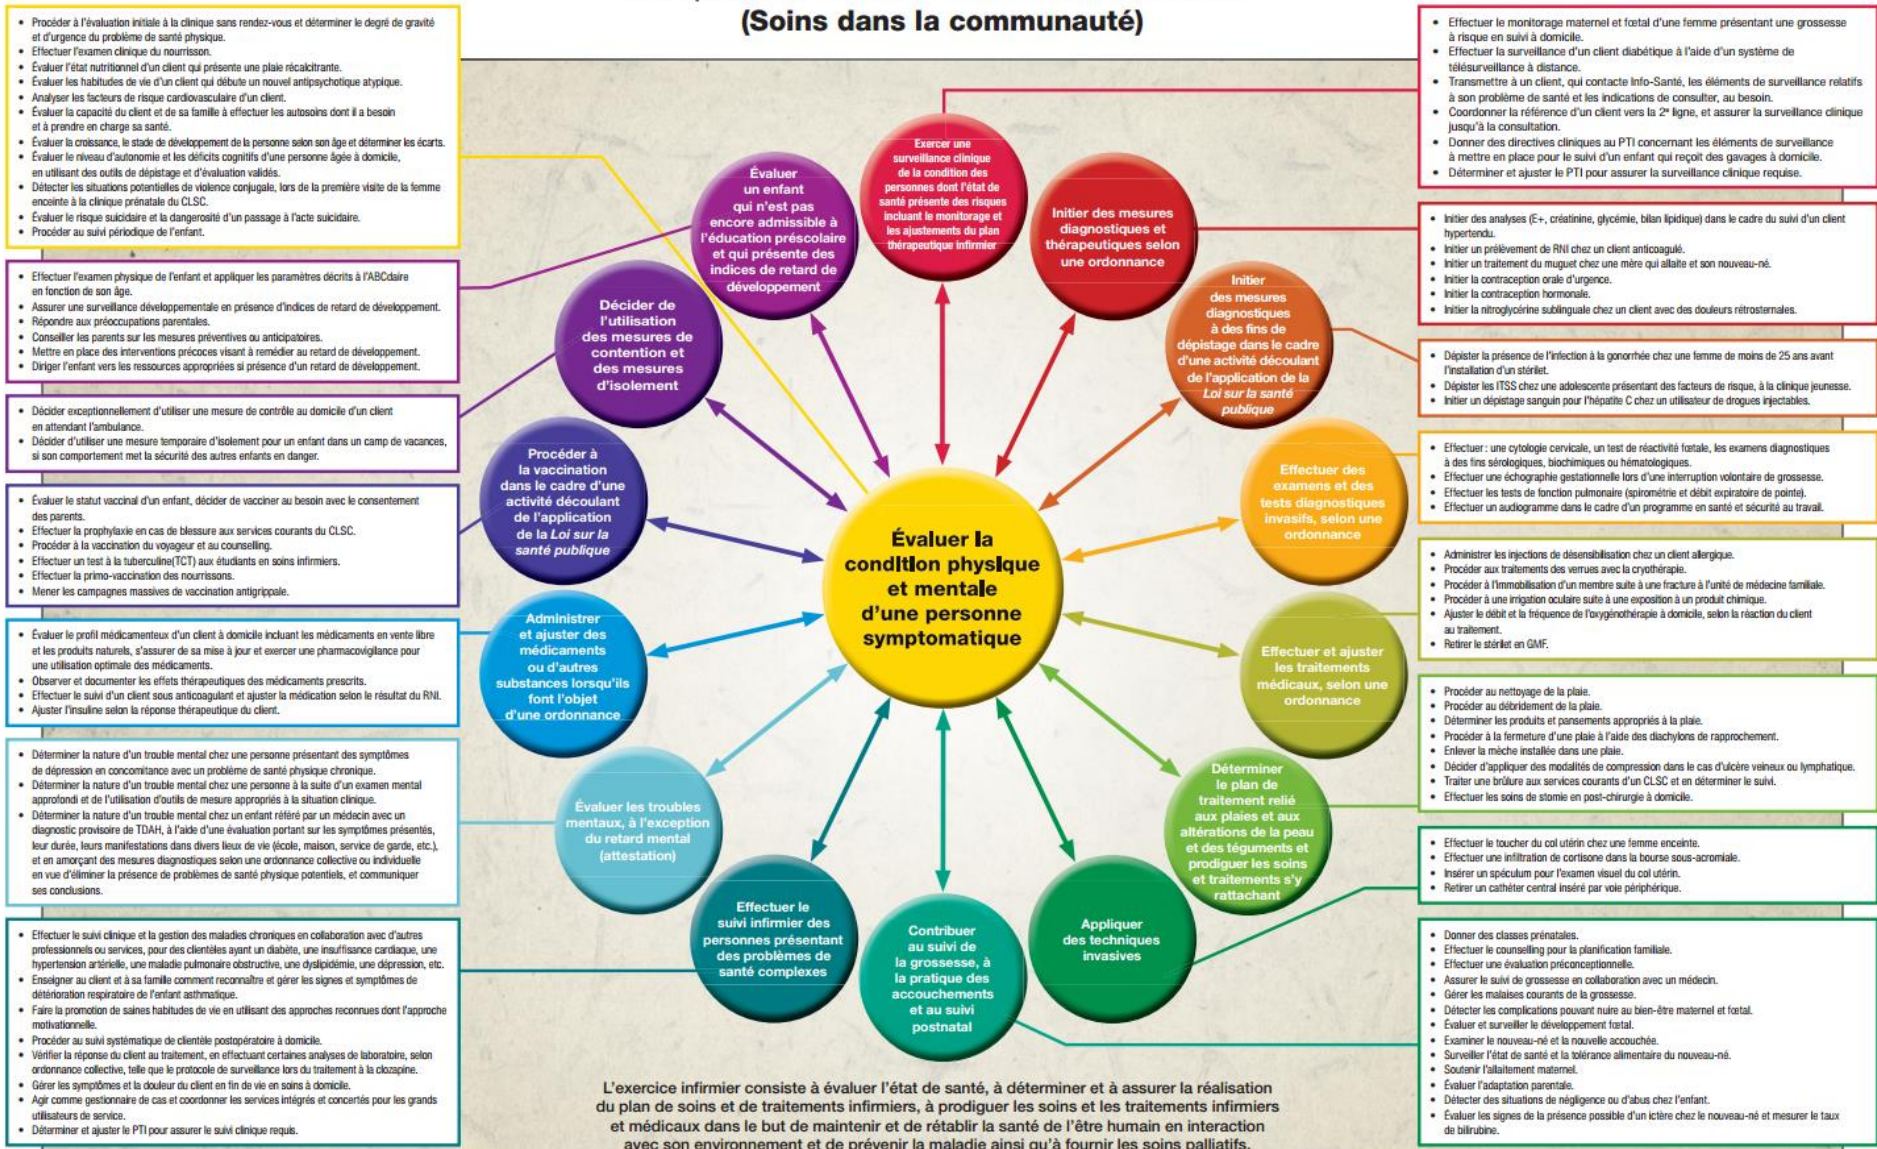 (Soins dans la communauté)
• Procéder à l'évaluation initiale à la clinique sans rendez-vous et déterminer le degré de gravité
et d'urgence du problème de santé physique.
• Effectuer l'examen clinique du nourrisson.
• Évaluer l'état nutritionnel d'un client qui présente une plaie récalcitrante.
• Évaluer les habitudes de vie d'un client qui débute un nouvel antipsychotique atypique.
• Analyser les facteurs de risque cardiovasculaire d'un client.
• Évaluer la capacité du client et de sa famille à effectuer les autosoins dont il a besoin
et à prendre en charge sa santé.
• Évaluer la croissance, le stade de développement de la personne selon son âge et déterminer les écarts.
• Évaluer le niveau d'autonomie et les déficits cognitifs d'une personne âgée à domicile,
en utilisant des outils de dépistage et d'évaluation validés.
• Détecter les situations potentielles de violence conjugale, lors de la première visite de la femme
enceinte à la clinique prénatale du CLSC.
• Évaluer le risque suicidaire et la dangerosité d'un passage à l'acte suicidaire.
• Procéder au suivi périodique de l'enfant.
• Effectuer l'examen physique de l'enfant et appliquer les paramètres décrits à l'ABCdaire
en fonction de son âge.
• Assurer une surveillance développementale en présence d'indices de retard de développement.
• Répondre aux préoccupations parentales.
• Conseiller les parents sur les mesures préventives ou anticipatoires.
• Mettre en place des interventions précoces visant à remédier au retard de développement.
• Diriger l'enfant vers les ressources appropriées si présence d'un retard de développement.
• Décider exceptionnellement d'utiliser une mesure de contrôle au domicile d'un client
en attendant l'ambulance.
• Décider d'utiliser une mesure temporaire d'isolement pour un enfant dans un camp de vacances,
si son comportement met la sécurité des autres enfants en danger.
• Évaluer le statut vaccinal d'un enfant, décider de vacciner au besoin avec le consentement
des parents.
• Effectuer la prophylaxie en cas de blessure aux services courants du CLSC.
• Procéder à la vaccination du voyageur et au counselling.
• Effectuer un test à la tuberculine(TCT) aux étudiants en soins infirmiers.
• Effectuer la primo-vaccination des nourrissons.
• Mener les campagnes massives de vaccination antigrippale.
• Évaluer le profil médicamenteux d'un client à domicile incluant les médicaments en vente libre
et les produits naturels, s'assurer de sa mise à jour et exercer une pharmacovigilance pour
une utilisation optimale des médicaments.
• Observer et documenter les effets thérapeutiques des médicaments prescrits.
• Effectuer le suivi d'un client sous anticoagulant et ajuster la médication selon le résultat du RNI.
• Ajuster l'insuline selon la réponse thérapeutique du client.
• Déterminer la nature d'un trouble mental chez une personne présentant des symptômes
de dépression en concomitance avec un problème de santé physique chronique.
• Déterminer la nature d'un trouble mental chez une personne à la suite d'un examen mental
approfondi et de l'utilisation d'outils de mesure appropriés à la situation clinique.
• Déterminer la nature d'un trouble mental chez un enfant référé par un médecin avec un
diagnostic provisoire de TDAH, à l'aide d'une évaluation portant sur les symptômes présentés,
leur durée, leurs manifestations dans divers lieux de vie (école, maison, service de garde, etc.),
et en amorçant des mesures diagnostiques selon une ordonnance collective ou individuelle
en vue d'éliminer la présence de problèmes de santé physique potentiels, et communiquer
ses conclusions.
• Effectuer le suivi clinique et la gestion des maladies chroniques en collaboration avec d'autres
professionnels ou services, pour des clientèles ayant un diabète, une insuffisance cardiaque, une
hypertension artérielle, une maladie pulmonaire obstructive, une dyslipidémie, une dépression, etc.
• Enseigner au client et à sa famille comment reconnaître et gérer les signes et symptômes de
détérioration respiratoire de l'enfant asthmatique.
• Faire la promotion de saines habitudes de vie en utilisant des approches reconnues dont l'approche
motivationnelle.
• Procéder au suivi systématique de clientèle postopératoire à domicile.
• Vérifier la réponse du client au traitement, en effectuant certaines analyses de laboratoire, selon
ordonnance collective, telle que le protocole de surveillance lors du traitement à la clozapine.
• Gérer les symptômes et la douleur du client en fin de vie en soins à domicile.
• Agir comme gestionnaire de cas et coordonner les services intégrés et concertés pour les grands
utilisateurs de service.
• Déterminer et ajuster le PTI pour assurer le suivi clinique requis.
Exercer une
surveillance clinique
de la condition des
personnes dont l'état de
santé présente des risques
incluant le monitorage et
les ajustements du plan
thérapeutique infirmier
Initier des mesures
diagnostiques et
thérapeutiques selon
une ordonnance
Initier
des mesures
diagnostiques
à des fins de
dépistage dans le cadre
d'une activité découlant
de l'application de la
Loi sur la santé
publique
Effectuer des
examens et des
tests diagnostiques
invasifs, selon une
ordonnance
Effectuer et ajuster
les traitements
médicaux, selon une
ordonnance
Déterminer
le plan de
traitement relié
aux plaies et aux
altérations de la peau
et des téguments et
prodiguer les soins
et traitements s'y
rattachant
Appliquer
des techniques
invasives
Contribuer
au suivi de
la grossesse, à
la pratique des
accouchements
et au suivi
postnatal
Effectuer le
suivi infirmier des
personnes présentant
des problèmes de
santé complexes
Évaluer les troubles
mentaux, à l'exception
du retard mental
(attestation)
Administrer
et ajuster des
médicaments
ou d'autres
substances lorsqu'ils
font l'objet
d'une ordonnance
Procéder à
la vaccination
dans le cadre d'une
activité découlant
de l'application
de la Loi sur la
santé publique
Décider de
l'utilisation
des mesures de
contention et
des mesures
d'isolement
Évaluer
un enfant
qui n'est pas
encore admissible à
l'éducation préscolaire
et qui présente des
indices de retard de
développement
Évaluer la
condition physique
et mentale
d'une personne
symptomatique
• Effectuer le monitorage maternel et fœtal d'une femme présentant une grossesse
à risque en suivi à domicile.
• Effectuer la surveillance d'un client diabétique à l'aide d'un système de
télésurveillance à distance.
• Transmettre à un client, qui contacte Info-Santé, les éléments de surveillance relatifs
à son problème de santé et les indications de consulter, au besoin.
• Coordonner la référence d'un client vers la 2e ligne, et assurer la surveillance clinique
jusqu'à la consultation.
• Donner des directives cliniques au PTI concernant les éléments de surveillance
à mettre en place pour le suivi d'un enfant qui reçoit des gavages à domicile.
• Déterminer et ajuster le PTI pour assurer la surveillance clinique requise.
• Initier des analyses (E+, créatinine, glycémie, bilan lipidique) dans le cadre du suivi d'un client
hypertendu.
• Initier un prélèvement de RNI chez un client anticoagulé.
• Initier un traitement du muguet chez une mère qui allaite et son nouveau-né.
• Initier la contraception orale d'urgence.
• Initier la contraception hormonale.
• Initier la nitroglycérine sublinguale chez un client avec des douleurs rétrosternales.
• Dépister la présence de l'infection à la gonorrhée chez une femme de moins de 25 ans avant
l'installation d'un stérilet.
• Dépister les ITSS chez une adolescente présentant des facteurs de risque, à la clinique jeunesse.
• Initier un dépistage sanguin pour l'hépatite C chez un utilisateur de drogues injectables.
• Effectuer : une cytologie cervicale, un test de réactivité fœtale, les examens diagnostiques
à des fins sérologiques, biochimiques ou hématologiques.
• Effectuer une échographie gestationnelle lors d'une interruption volontaire de grossesse.
• Effectuer les tests de fonction pulmonaire (spirométrie et débit expiratoire de pointe).
• Effectuer un audiogramme dans le cadre d'un programme en santé et sécurité au travail.
• Administrer les injections de désensibilisation chez un client allergique.
• Procéder aux traitements des verrues avec la cryothérapie.
• Procéder à l'immobilisation d'un membre suite à une fracture à l'unité de médecine familiale.
• Procéder à une irrigation oculaire suite à une exposition à un produit chimique.
• Ajuster le débit et la fréquence de l'oxygénothérapie à domicile, selon la réaction du client
au traitement.
• Retirer le stérilet en GMF.
• Procéder au nettoyage de la plaie.
• Procéder au débridement de la plaie.
• Déterminer les produits et pansements appropriés à la plaie.
• Procéder à la fermeture d'une plaie à l'aide des diachylons de rapprochement.
• Enlever la mèche installée dans une plaie.
• Décider d'appliquer des modalités de compression dans le cas d'ulcère veineux ou lymphatique.
• Traiter une brûlure aux services courants d'un CLSC et en déterminer le suivi.
• Effectuer les soins de stomie en post-chirurgie à domicile.
• Effectuer le toucher du col utérin chez une femme enceinte.
• Effectuer une infiltration de cortisone dans la bourse sous-acromiale.
• Insérer un spéculum pour l'examen visuel du col utérin.
• Retirer un cathéter central inséré par voie périphérique.
• Donner des classes prénatales.
• Effectuer le counselling pour la planification familiale.
• Effectuer une évaluation préconceptionnelle.
• Assurer le suivi de grossesse en collaboration avec un médecin.
• Gérer les malaises courants de la grossesse.
• Détecter les complications pouvant nuire au bien-être maternel et fœtal.
• Évaluer et surveiller le développement fœtal.
• Examiner le nouveau-né et la nouvelle accouchée.
• Surveiller l'état de santé et la tolérance alimentaire du nouveau-né.
• Soutenir l'allaitement maternel.
• Évaluer l'adaptation parentale.
• Détecter des situations de négligence ou d'abus chez l'enfant.
• Évaluer les signes de la présence possible d'un ictère chez le nouveau-né et mesurer le taux
de bilirubine.
L'exercice infirmier consiste à évaluer l'état de santé, à déterminer et à assurer la réalisation
du plan de soins et de traitements infirmiers, à prodiguer les soins et les traitements infirmiers
et médicaux dans le but de maintenir et de rétablir la santé de l'être humain en interaction
avec son environnement et de prévenir la maladie ainsi qu'à fournir les soins palliatifs.